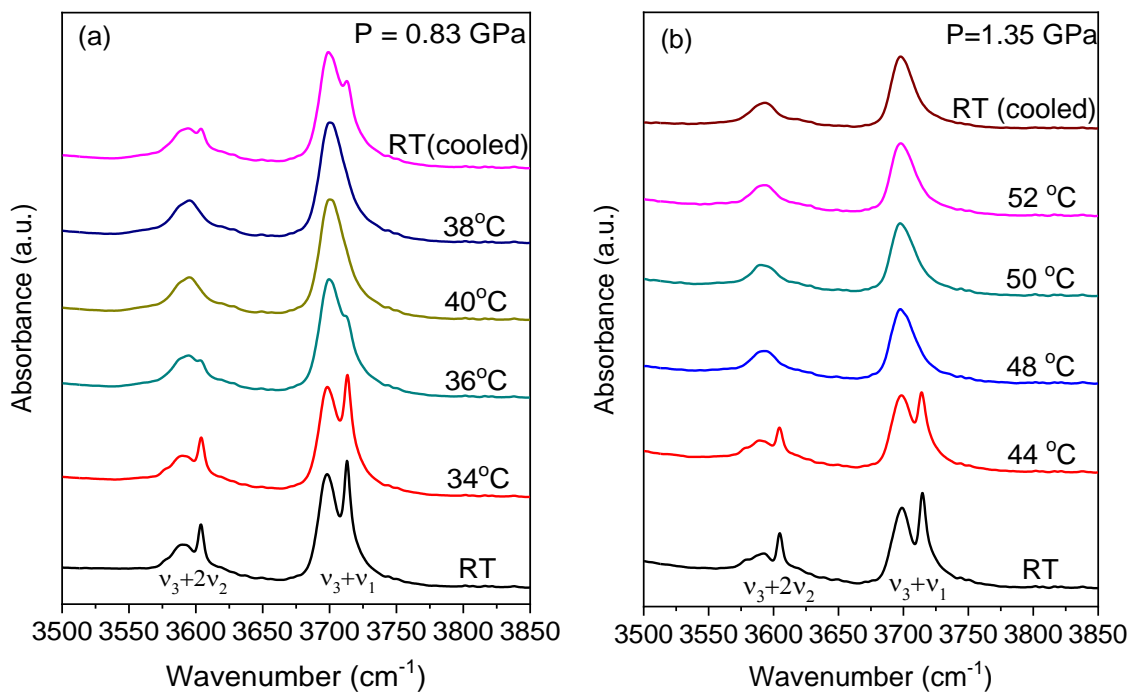 (a)
P = 0.83 GPa
RT(cooled)
38°C
40°C
36°C
34°C
RT
ν₃+2ν₂
ν₃+ν₁
3500 3550 3600 3650 3700 3750 3800 3850
Wavenumber (cm⁻¹)
Absorbance (a.u.)
(b)
P=1.35 GPa
RT (cooled)
52 °C
50 °C
48 °C
44 °C
RT
ν₃+2ν₂
ν₃+ν₁
3500 3550 3600 3650 3700 3750 3800 3850
Wavenumber (cm⁻¹)
Absorbance (a.u.)